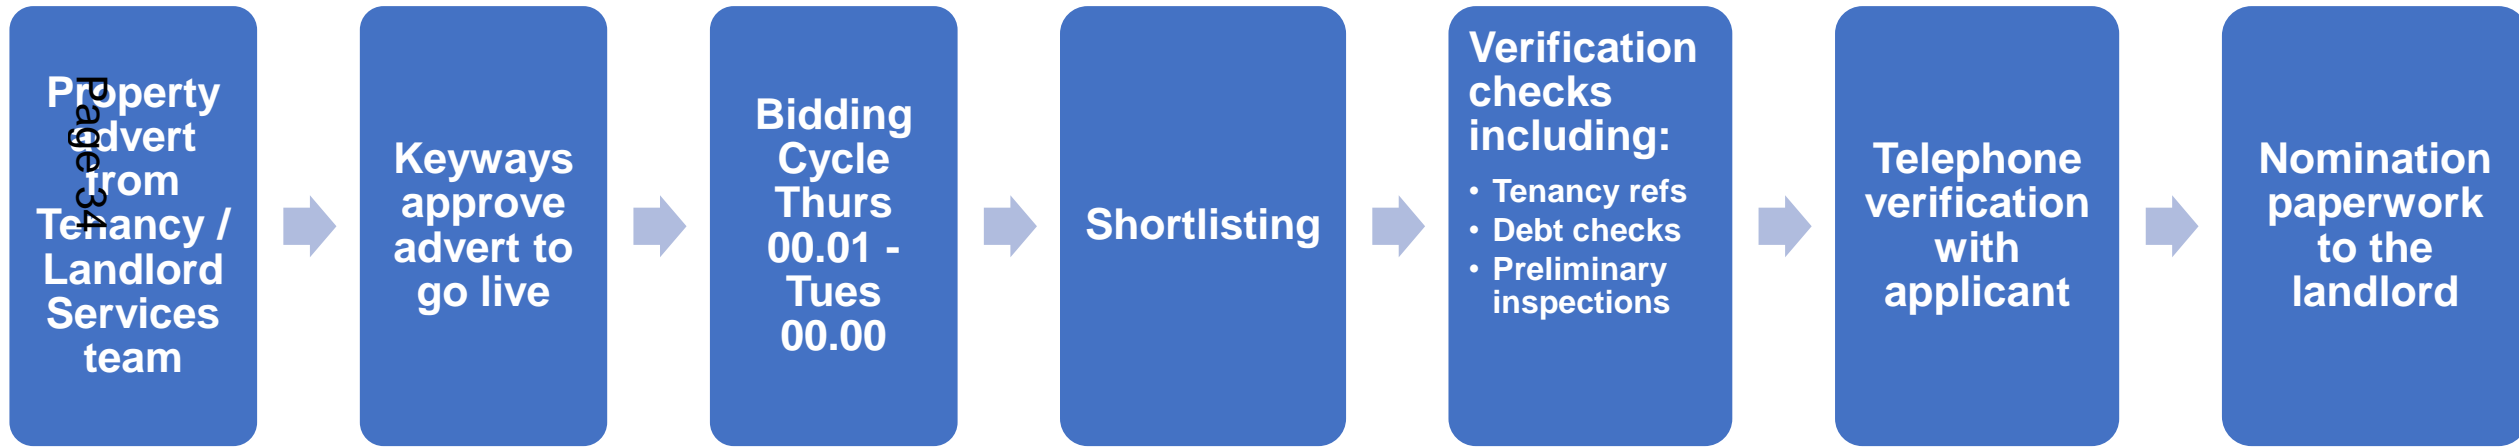 Property
advert
from
Tenancy /
Landlord
Services
team
Page 34
Keyways
approve
advert to
go live
Bidding
Cycle
Thurs
00.01 -
Tues
00.00
Shortlisting
Verification
checks
including:
• Tenancy refs
• Debt checks
• Preliminary
inspections
Telephone
verification
with
applicant
Nomination
paperwork
to the
landlord